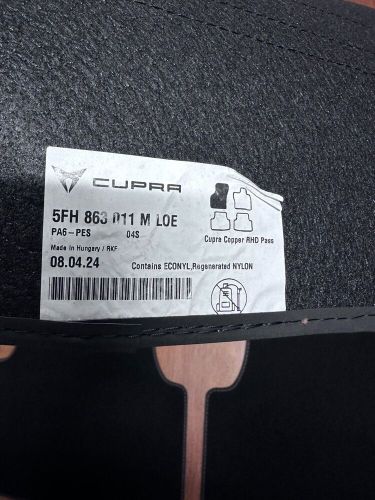 CUPRA
5FH 863 011 M LOE
PA6-PES 04S
Cupra Copper RHD Pass
Made in Hungary / RKF
08.04.24
Contains ECONYL,Regenerated NYLON